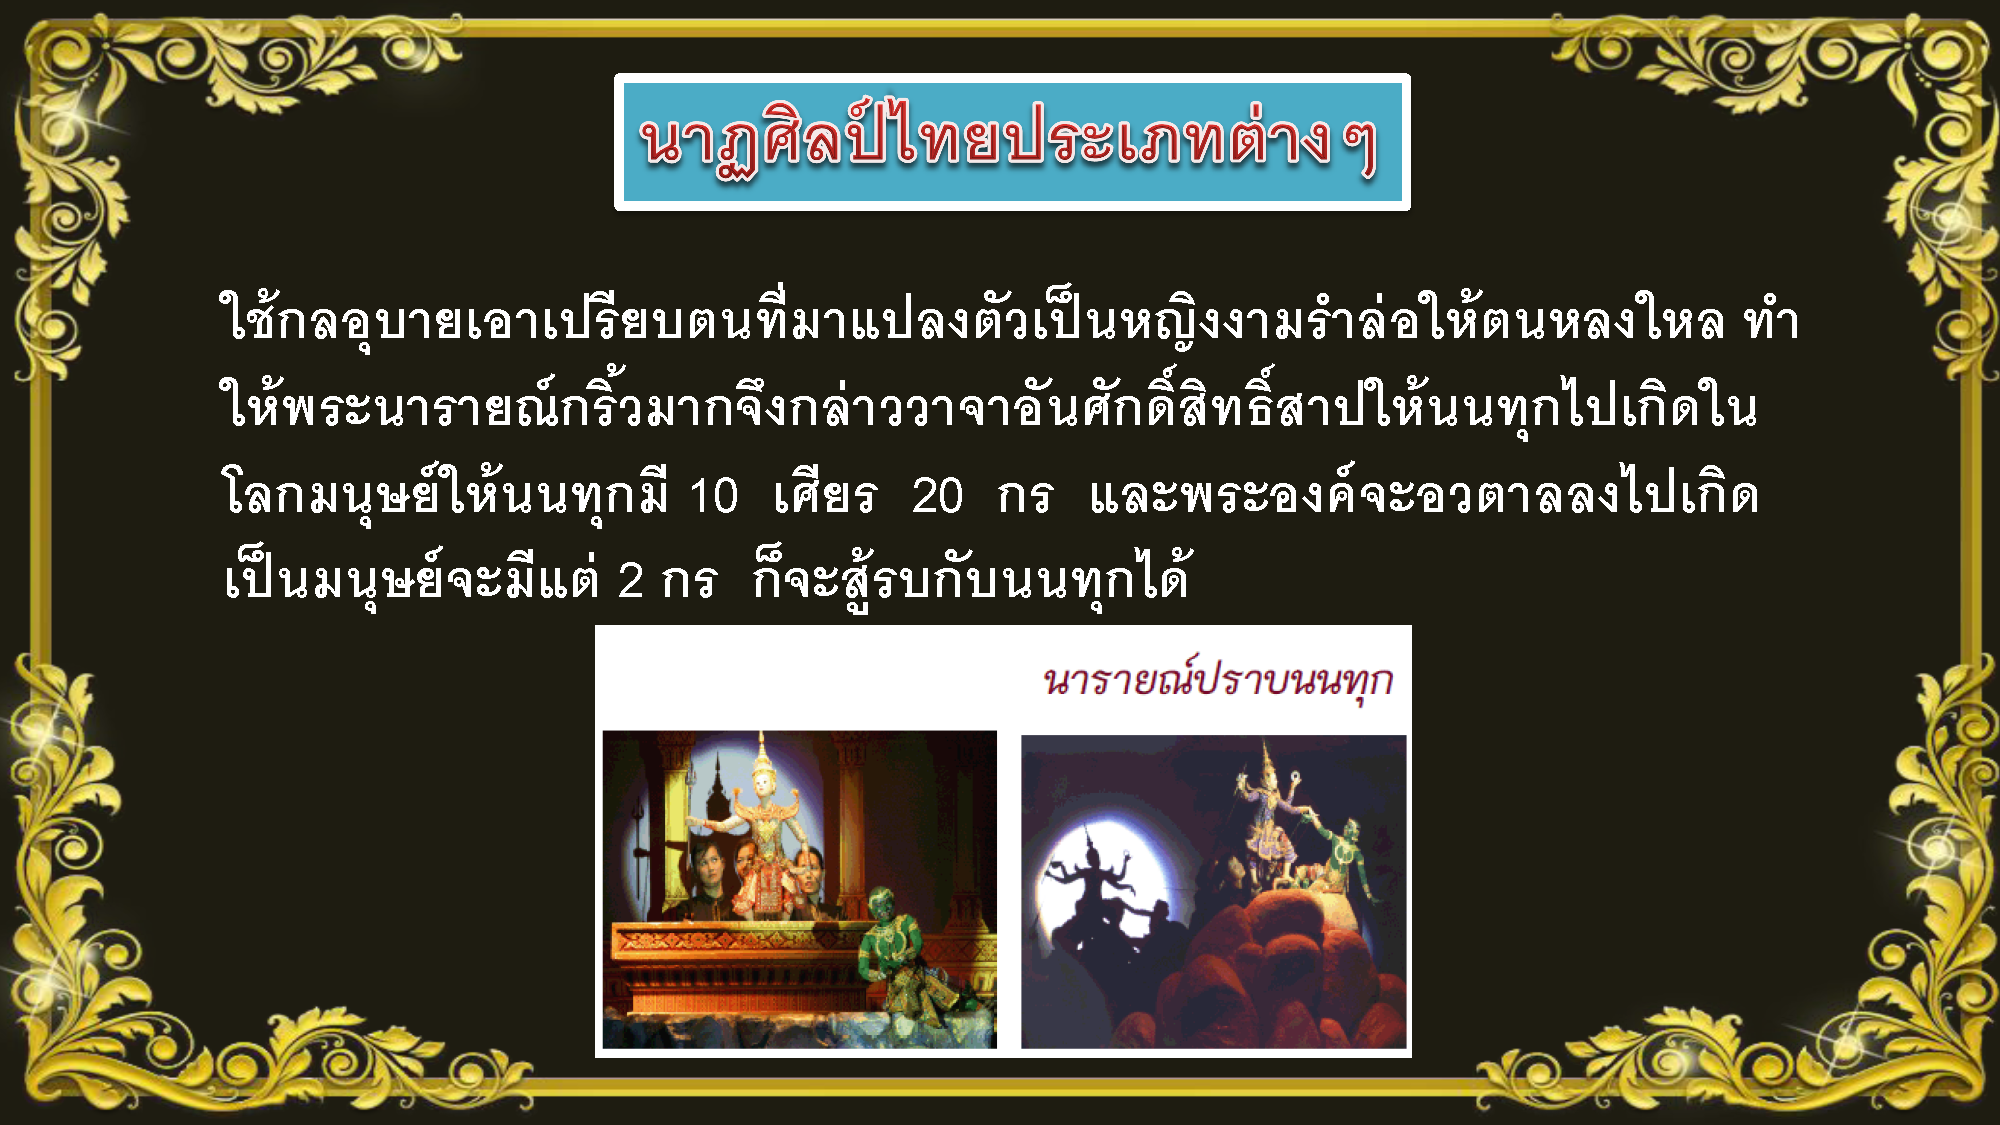 นาฏศิลป์ไทยประเภทต่างๆ
ใช้กลอุบายเอาเปรียบตนที่มาแปลงตัวเป็นหญิงงามรำล่อให้ตนหลงใหล ทำ
ให้พระนารายณ์กริ้วมากจึงกล่าววาจาอันศักดิ์สิทธิ์สาปให้นนทุกไปเกิดใน
โลกมนุษย์ให้นนทุกมี 10 เศียร 20 กร และพระองค์จะอวตาลลงไปเกิด
เป็นมนุษย์จะมีแต่ 2 กร ก็จะสู้รบกับนนทุกได้
นารายณ์ปราบนนทุก